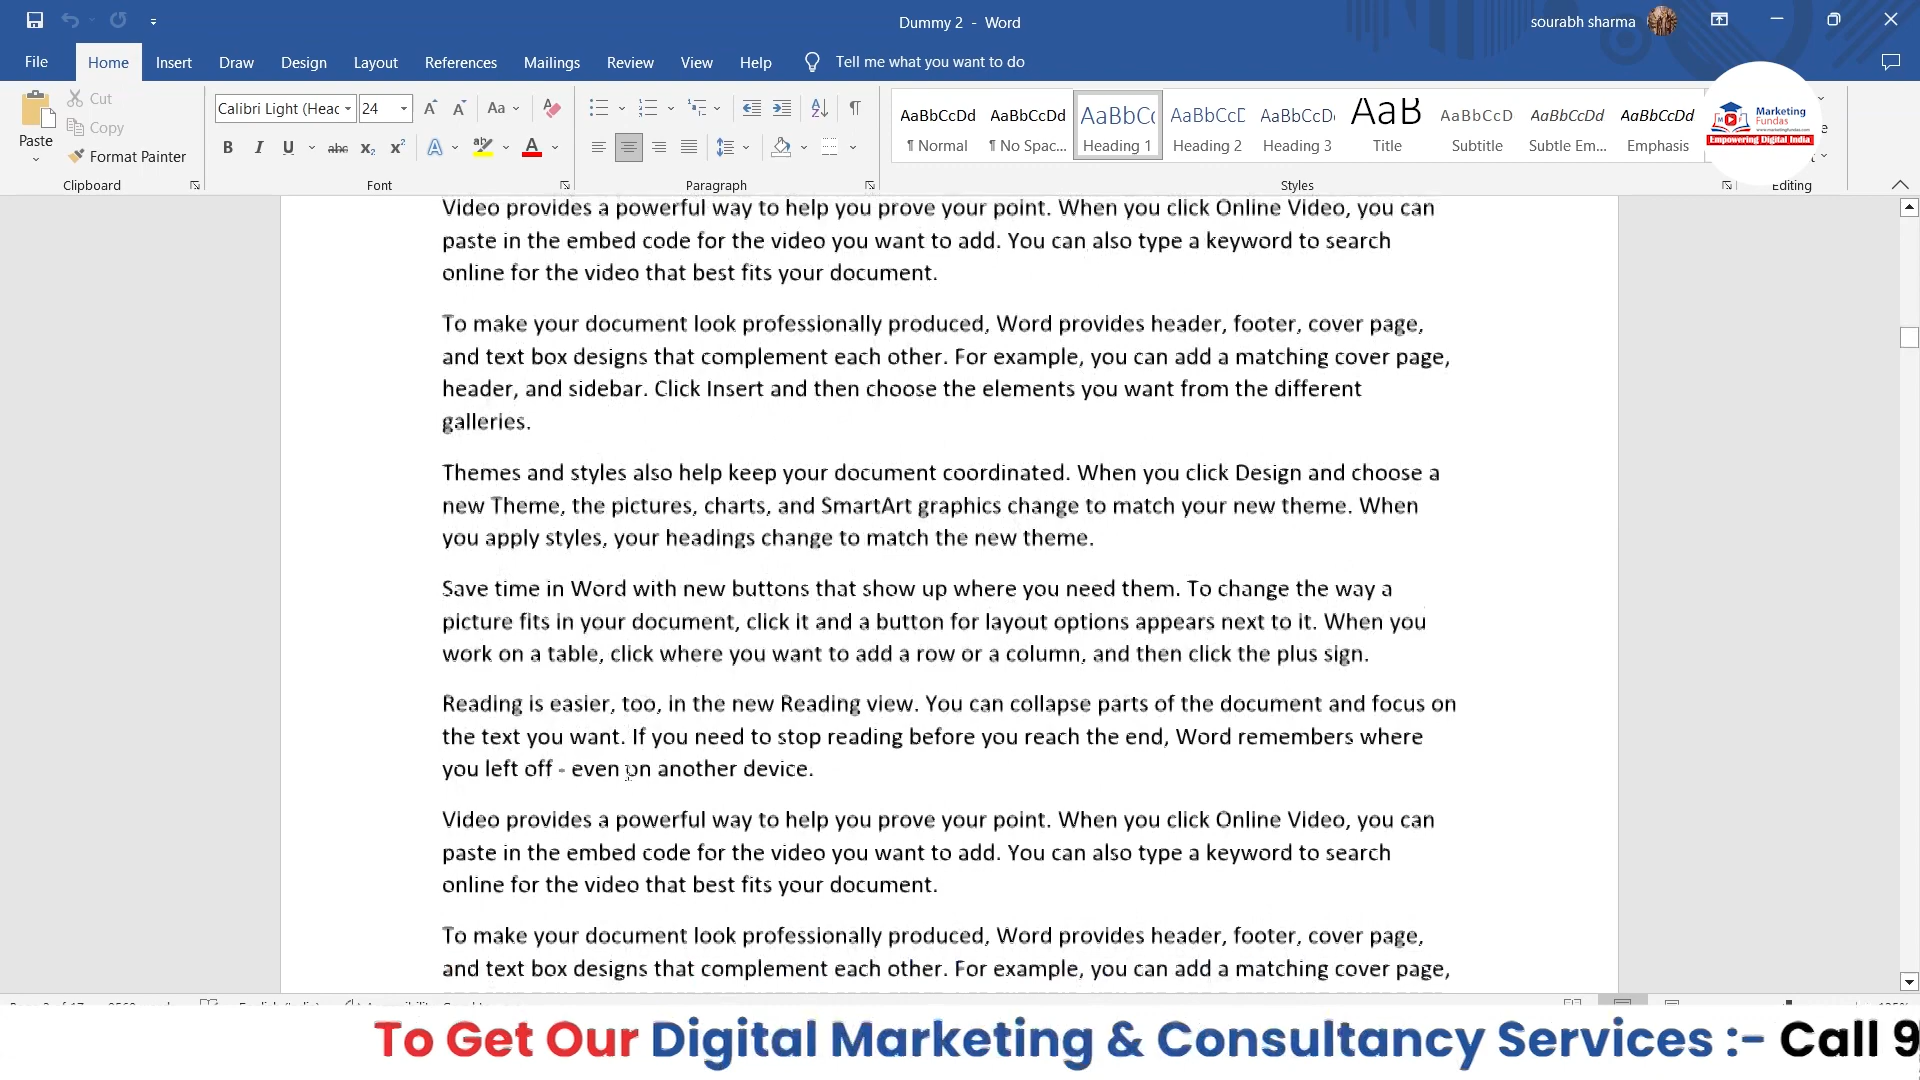 Dummy 2 - Word
sourabh sharma
File Home Insert Draw Design Layout References Mailings Review View Help Tell me what you want to do
Paste
Cut
Copy
Format Painter
Clipboard
Calibri Light (Heac 24
Font
Paragraph
AaBbCcDd AaBbCcDd AaBbCc AaBbCcD AaBbCcD AaB AaBbCcD AaBbCcDd AaBbCcDd
¶ Normal ¶ No Spac... Heading 1 Heading 2 Heading 3 Title Subtitle Subtle Em... Emphasis
Styles
Editing
Marketing
Fundas
www.marketingfundas.com
Empowering Digital India
Video provides a powerful way to help you prove your point. When you click Online Video, you can
paste in the embed code for the video you want to add. You can also type a keyword to search
online for the video that best fits your document.
To make your document look professionally produced, Word provides header, footer, cover page,
and text box designs that complement each other. For example, you can add a matching cover page,
header, and sidebar. Click Insert and then choose the elements you want from the different
galleries.
Themes and styles also help keep your document coordinated. When you click Design and choose a
new Theme, the pictures, charts, and SmartArt graphics change to match your new theme. When
you apply styles, your headings change to match the new theme.
Save time in Word with new buttons that show up where you need them. To change the way a
picture fits in your document, click it and a button for layout options appears next to it. When you
work on a table, click where you want to add a row or a column, and then click the plus sign.
Reading is easier, too, in the new Reading view. You can collapse parts of the document and focus on
the text you want. If you need to stop reading before you reach the end, Word remembers where
you left off - even on another device.
Video provides a powerful way to help you prove your point. When you click Online Video, you can
paste in the embed code for the video you want to add. You can also type a keyword to search
online for the video that best fits your document.
To make your document look professionally produced, Word provides header, footer, cover page,
and text box designs that complement each other. For example, you can add a matching cover page,
To Get Our Digital Marketing & Consultancy Services :- Call 9